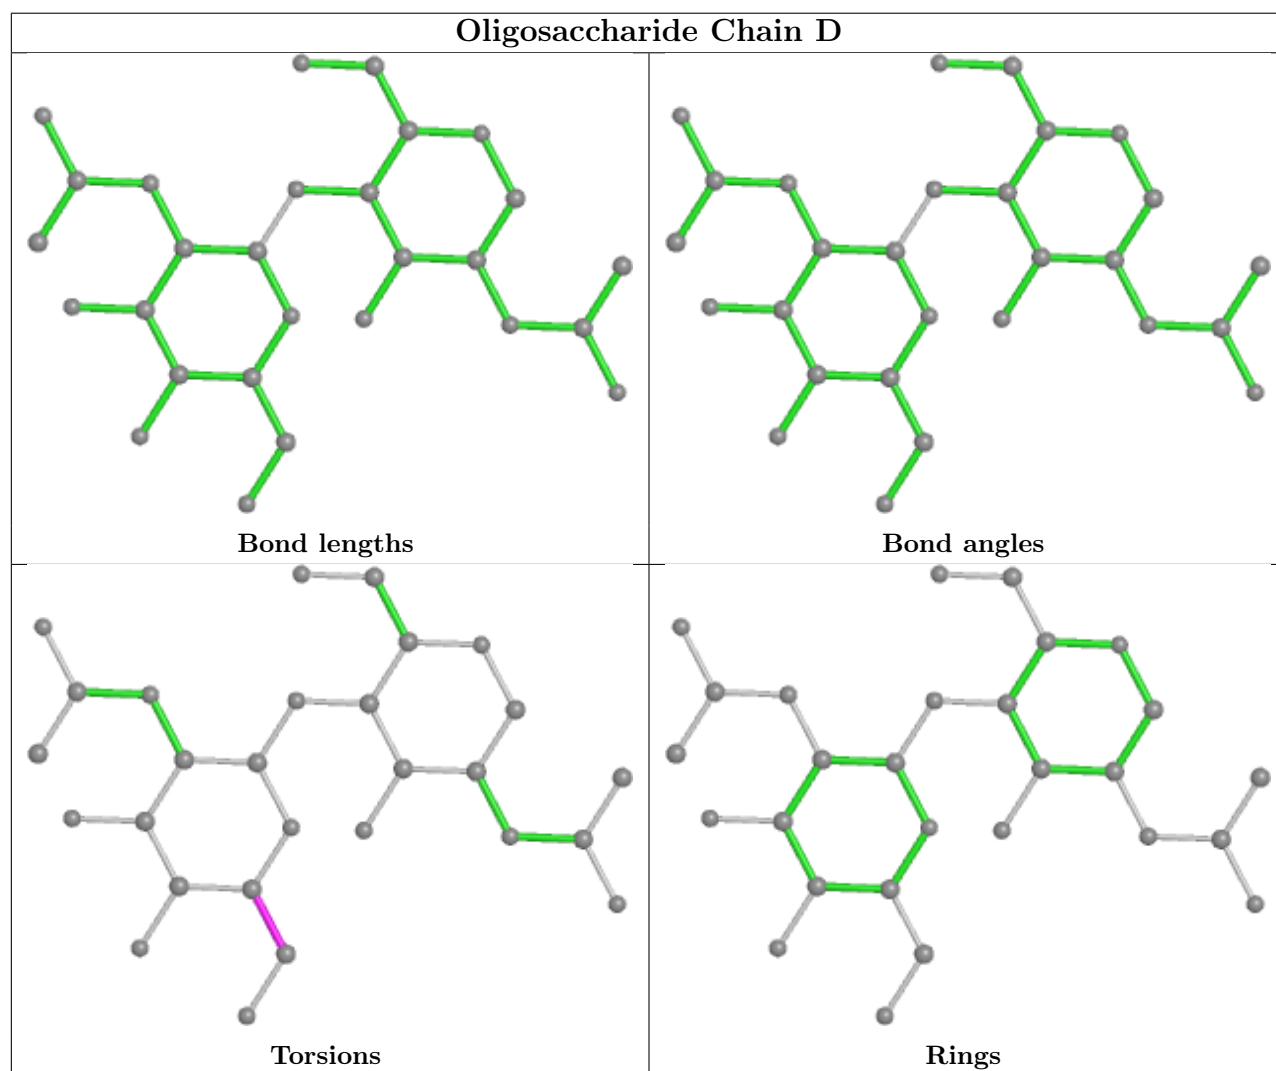 Oligosaccharide Chain D
Bond lengths
Bond angles
Torsions
Rings